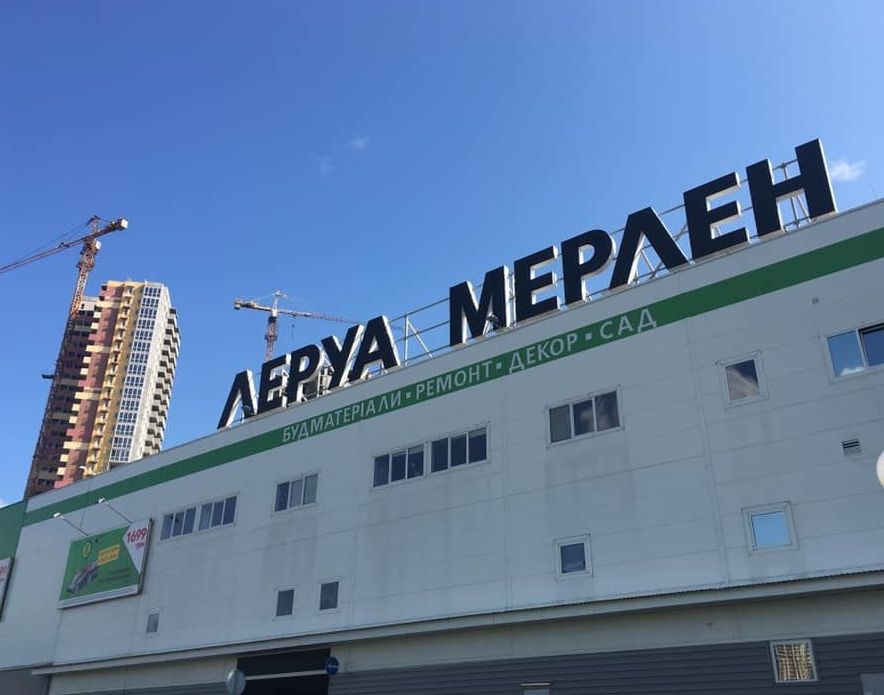 ЛЕРУА МЕРЛЕН
БУДМАТЕРІАЛИ • РЕМОНТ • ДЕКОР • САД
1699